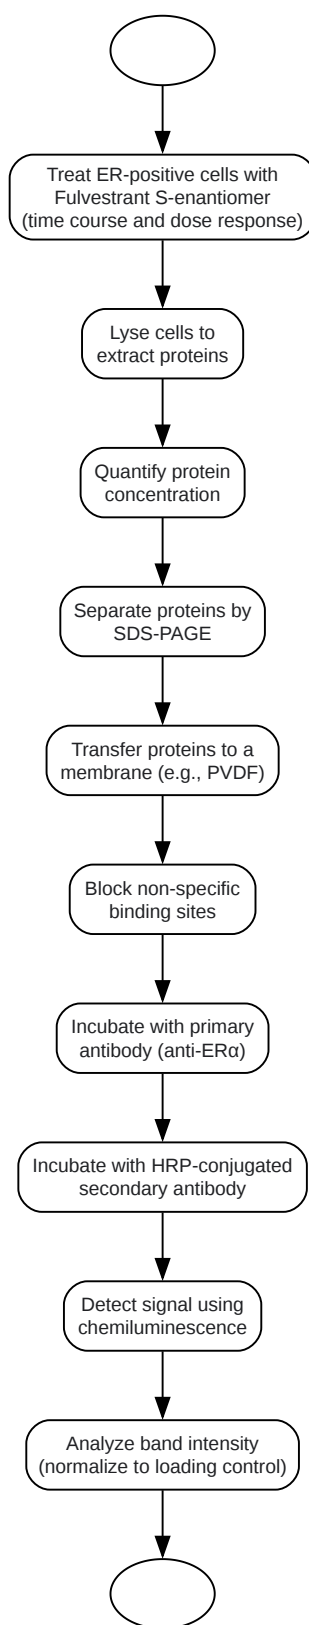 Treat ER-positive cells with
Fulvestrant S-enantiomer
(time course and dose response)
Lyse cells to
extract proteins
Quantify protein
concentration
Separate proteins by
SDS-PAGE
Transfer proteins to a
membrane (e.g., PVDF)
Block non-specific
binding sites
Incubate with primary
antibody (anti-ERα)
Incubate with HRP-conjugated
secondary antibody
Detect signal using
chemiluminescence
Analyze band intensity
(normalize to loading control)